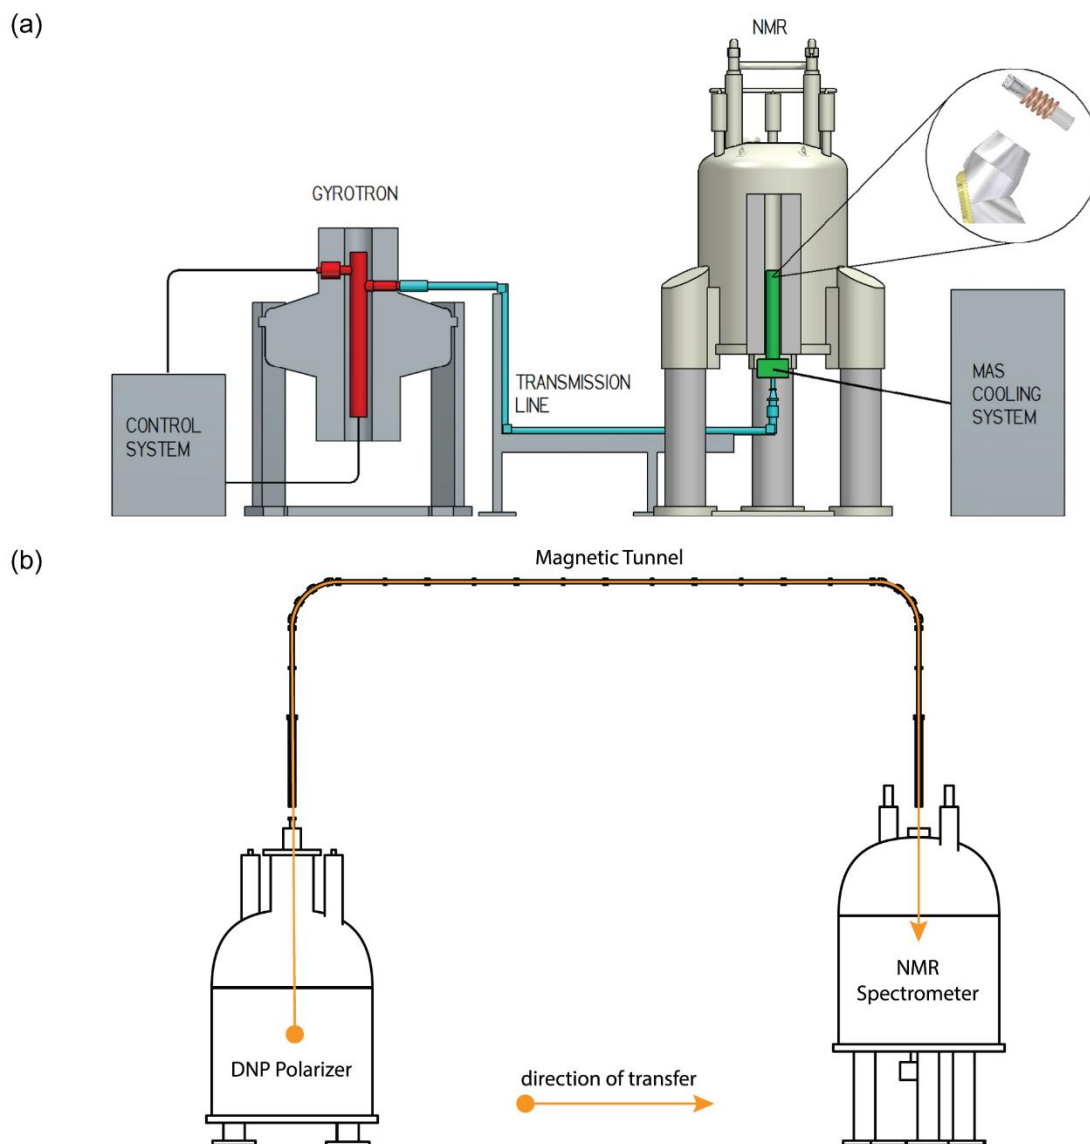 (a)
NMR
GYROTRON
TRANSMISSION
LINE
CONTROL
SYSTEM
MAS
COOLING
SYSTEM
(b)
Magnetic Tunnel
NMR
Spectrometer
DNP Polarizer
direction of transfer